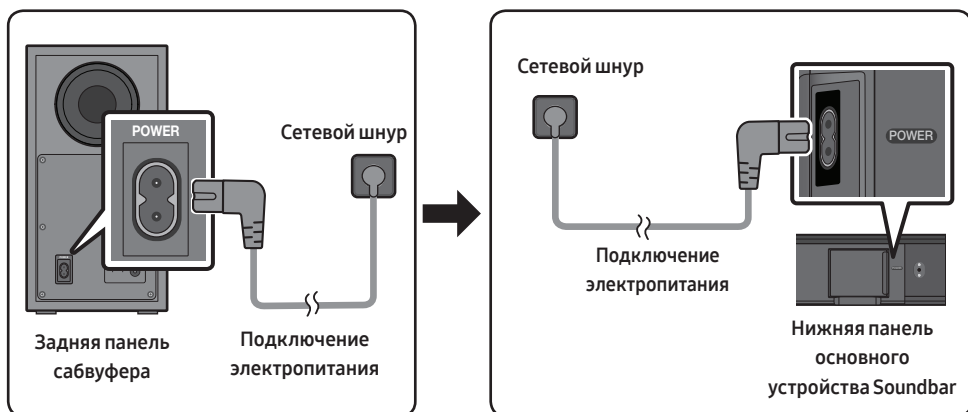 POWER
Сетевой шнур
Задняя панель
сабвуфера
Подключение
электропитания
Сетевой шнур
POWER
Подключение
электропитания
Нижняя панель
основного
устройства Soundbar